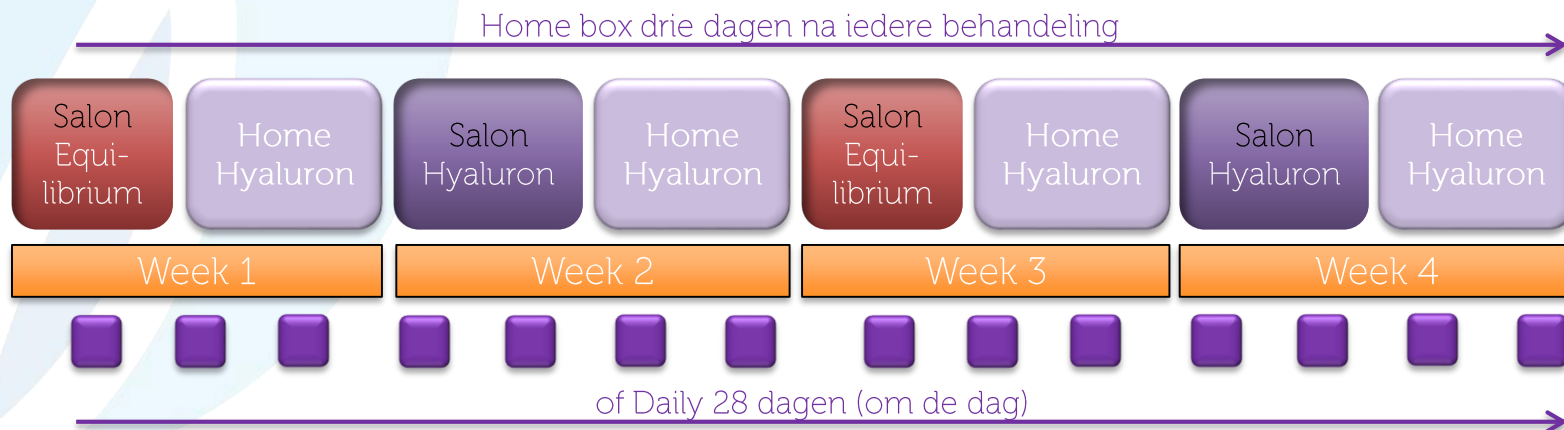 Home box drie dagen na iedere behandeling
Salon
Equi-
librium
Home
Hyaluron
Salon
Hyaluron
Home
Hyaluron
Salon
Equi-
librium
Home
Hyaluron
Salon
Hyaluron
Home
Hyaluron
Week 1
Week 2
Week 3
Week 4
of Daily 28 dagen (om de dag)